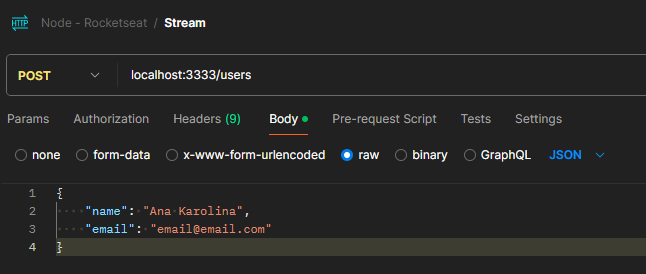 HTTP Node - Rocketseat / Stream
POST localhost:3333/users
Params Authorization Headers (9) Body Pre-request Script Tests Settings
none form-data x-www-form-urlencoded raw binary GraphQL JSON
1 {
2 "name": "Ana Karolina",
3 "email": "email@email.com"
4 }